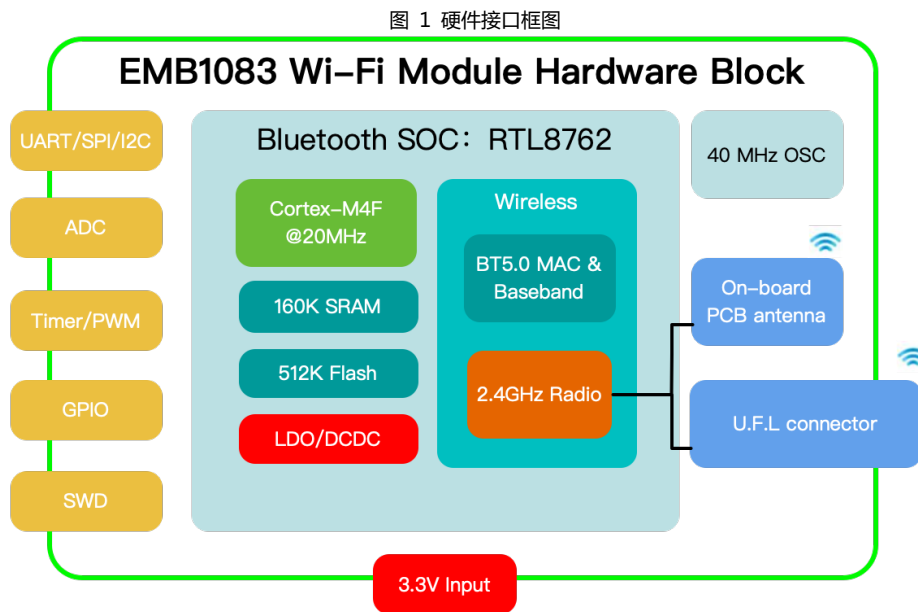 图 1 硬件接口框图
EMB1083 Wi-Fi Module Hardware Block
UART/SPI/I2C
ADC
Timer/PWM
GPIO
SWD
Bluetooth SOC：RTL8762
Cortex-M4F
@20MHz
160K SRAM
512K Flash
LDO/DCDC
Wireless
BT5.0 MAC &
Baseband
2.4GHz Radio
40 MHz OSC
On-board
PCB antenna
U.F.L connector
3.3V Input